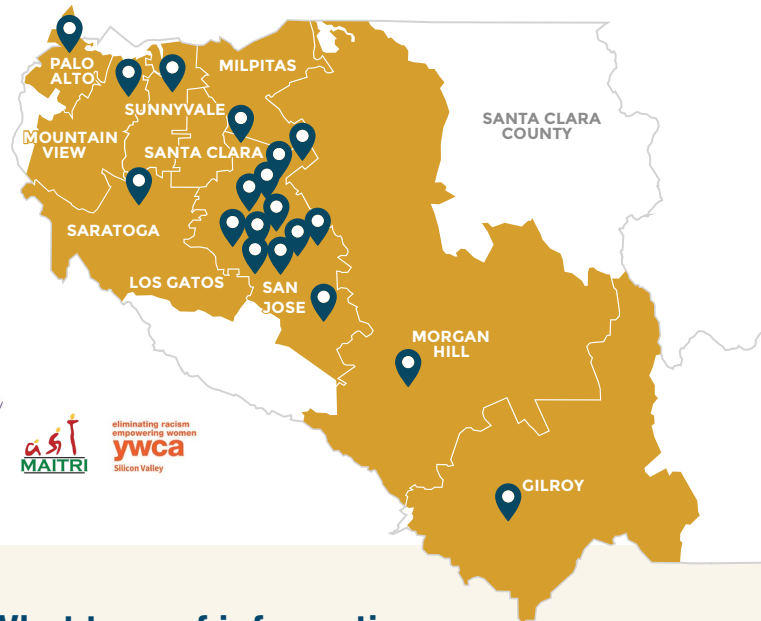 PALO
ALTO
MILPITAS
SUNNYVALE
SANTA CLARA
COUNTY
MOUNTAIN
VIEW
SANTA CLARA
SARATOGA
LOS GATOS
SAN
JOSE
MORGAN
HILL
GILROY
MAITRI
eliminating racism
empowering women
ywca
Silicon Valley